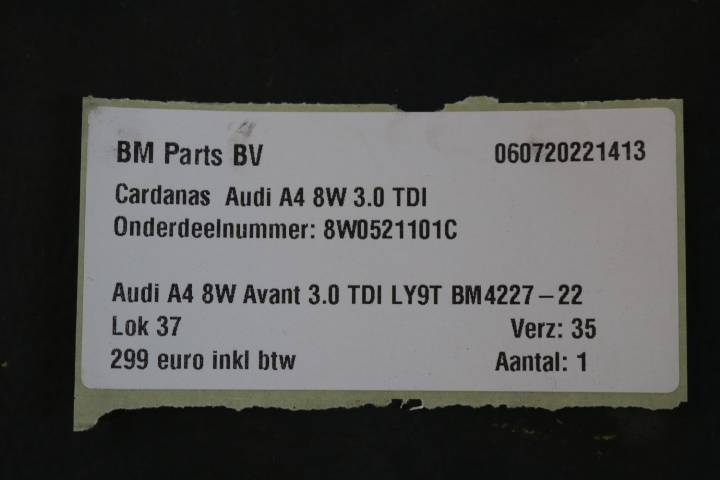 BM Parts BV 060720221413
Cardanas Audi A4 8W 3.0 TDI
Onderdeelnummer: 8W0521101C
Audi A4 8W Avant 3.0 TDI LY9T BM4227-22
Lok 37 Verz: 35
299 euro inkl btw Aantal: 1